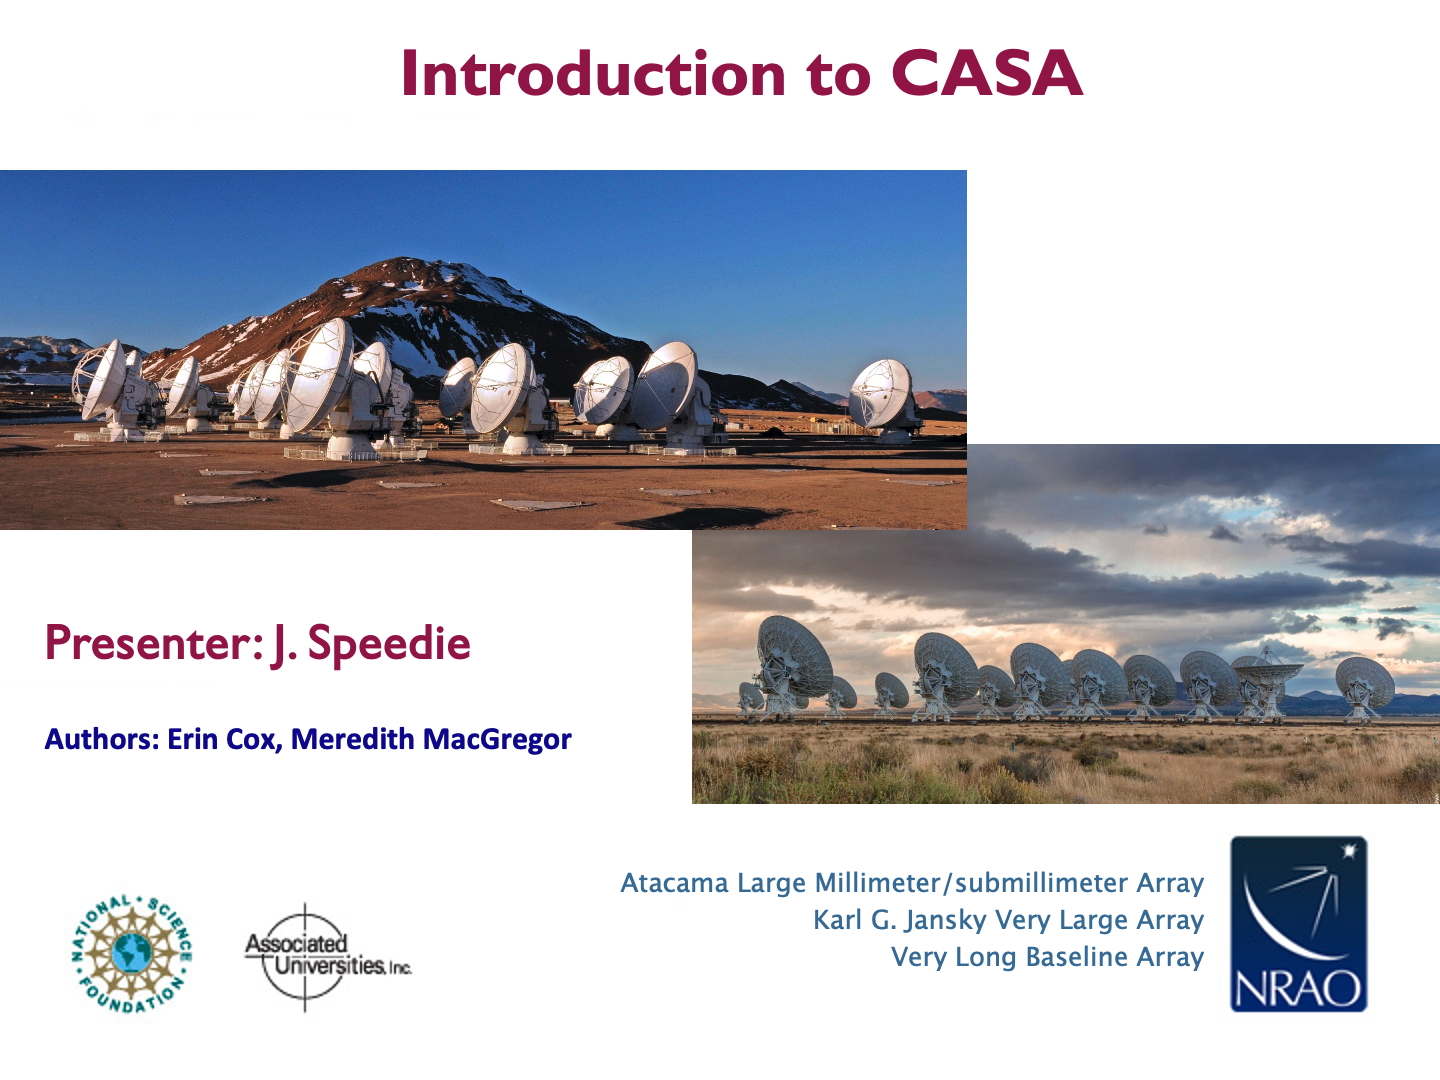 Introduction to CASA
Presenter: J. Speedie
Authors: Erin Cox, Meredith MacGregor
Atacama Large Millimeter/submillimeter Array
Karl G. Jansky Very Large Array
Very Long Baseline Array
NATIONAL SCIENCE FOUNDATION
Associated
Universities, Inc.
NRAO